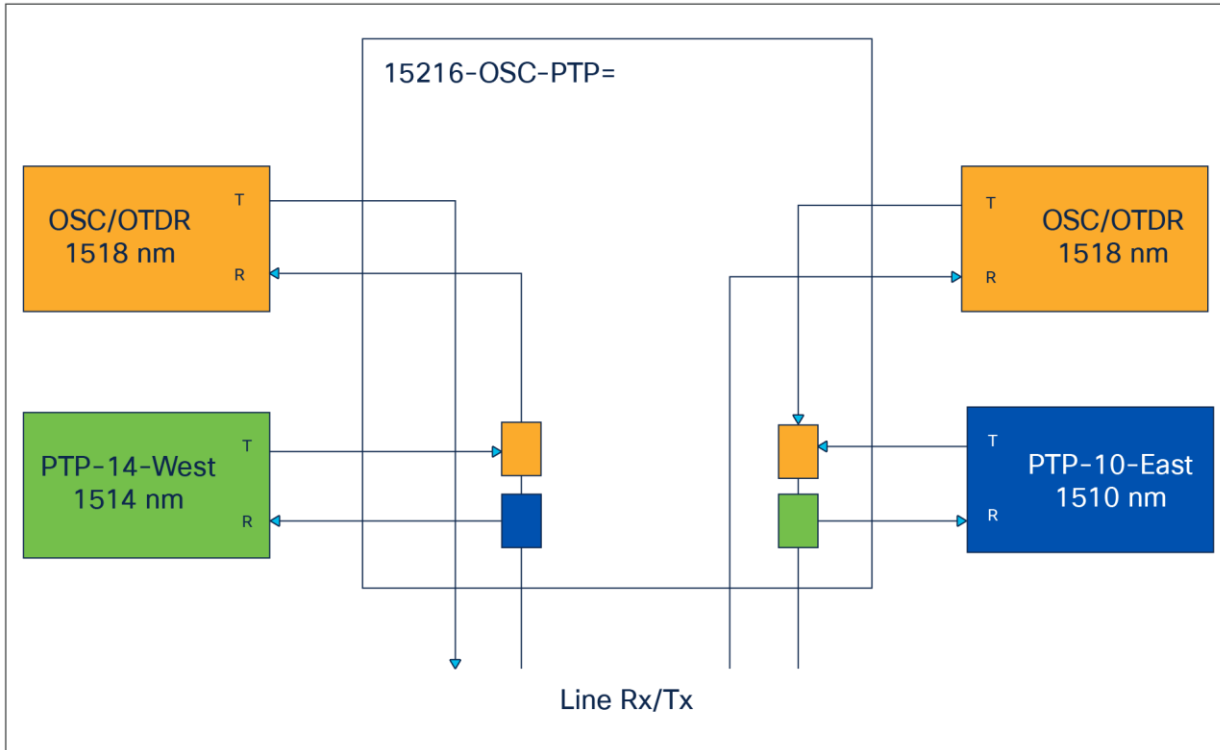 15216-OSC-PTP=
OSC/OTDR
1518 nm
T
R
OSC/OTDR
1518 nm
T
R
PTP-14-West
1514 nm
T
R
PTP-10-East
1510 nm
T
R
Line Rx/Tx